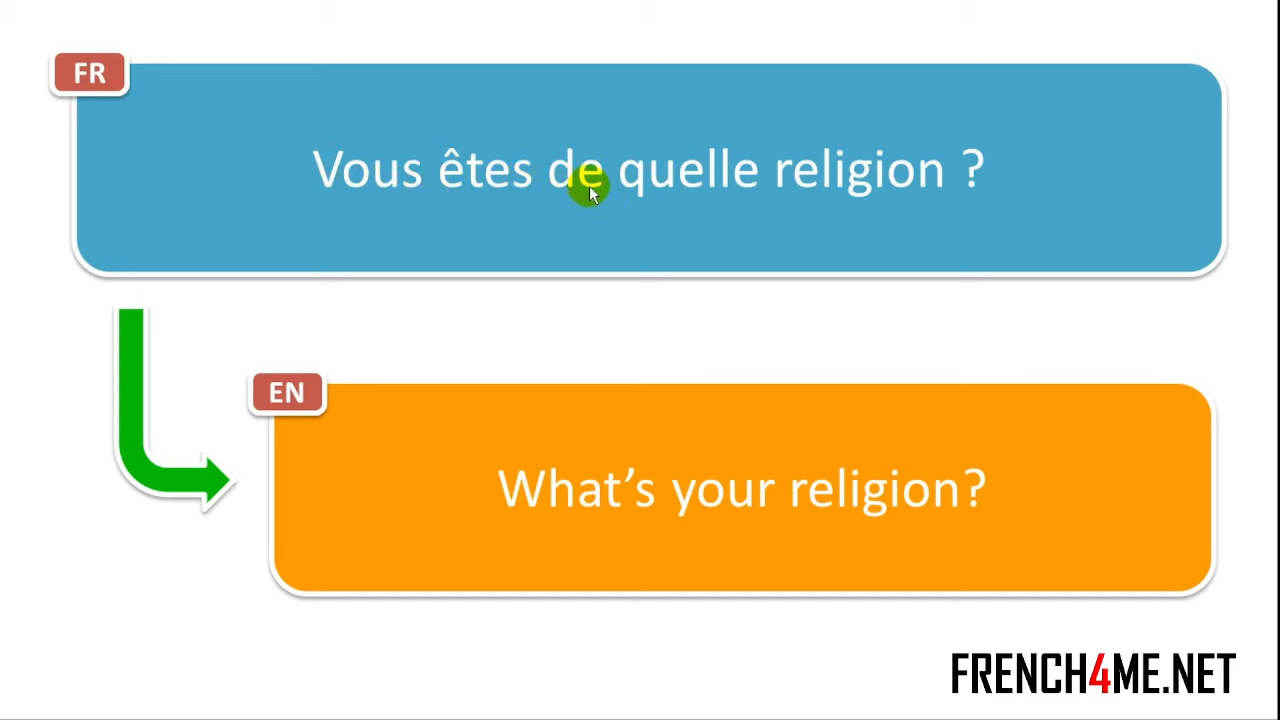 FR
Vous êtes de quelle religion ?
EN
What’s your religion?
FRENCH4ME.NET